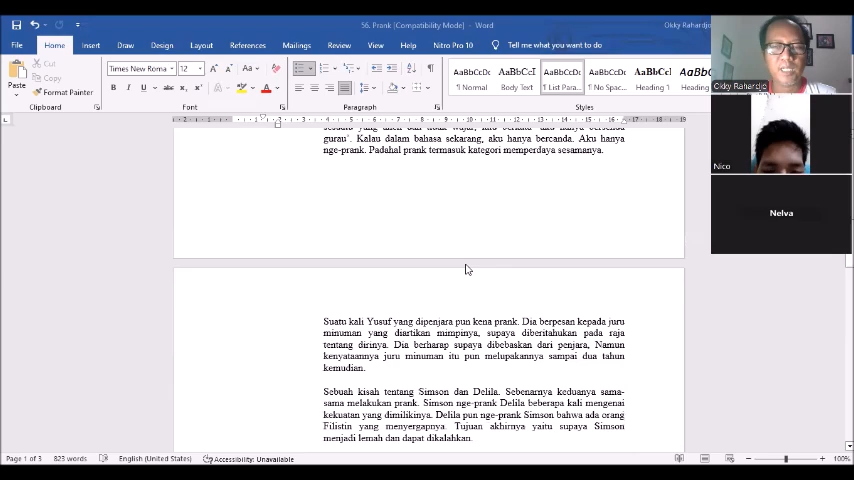 56. Prank [Compatibility Mode] - Word
Okky Rahardjo
File Home Insert Draw Design Layout References Mailings Review View Help Nitro Pro 10 Tell me what you want to do
Paste
Cut
Copy
Format Painter
Clipboard
Times New Roma 12
B I U abc x₂ x²
Font
Paragraph
AaBbCcDc AaBbCcDc AaBbCcDc AaBbCcDc AaBbCcl AaBbC
¶ Normal Body Text ¶ List Para... ¶ No Spac... Heading 1
Styles
Okky Rahardjo
Nico
Nelva
gurau'. Kalau dalam bahasa sekarang, aku hanya bercanda. Aku hanya
nge-prank. Padahal prank termasuk kategori memperdaya sesamanya.
Suatu kali Yusuf yang dipenjara pun kena prank. Dia berpesan kepada juru
minuman yang diartikan mimpinya, supaya diberitahukan pada raja
tentang dirinya. Dia berharap supaya dibebaskan dari penjara, Namun
kenyataannya juru minuman itu pun melupakannya sampai dua tahun
kemudian.
Sebuah kisah tentang Simson dan Delila. Sebenarnya keduanya sama-
sama melakukan prank. Simson nge-prank Delila beberapa kali mengenai
kekuatan yang dimilikinya. Delila pun nge-prank Simson bahwa ada orang
Filistin yang menyergapnya. Tujuan akhirnya yaitu supaya Simson
menjadi lemah dan dapat dikalahkan.
Page 1 of 3 823 words English (United States) Accessibility: Unavailable 100%